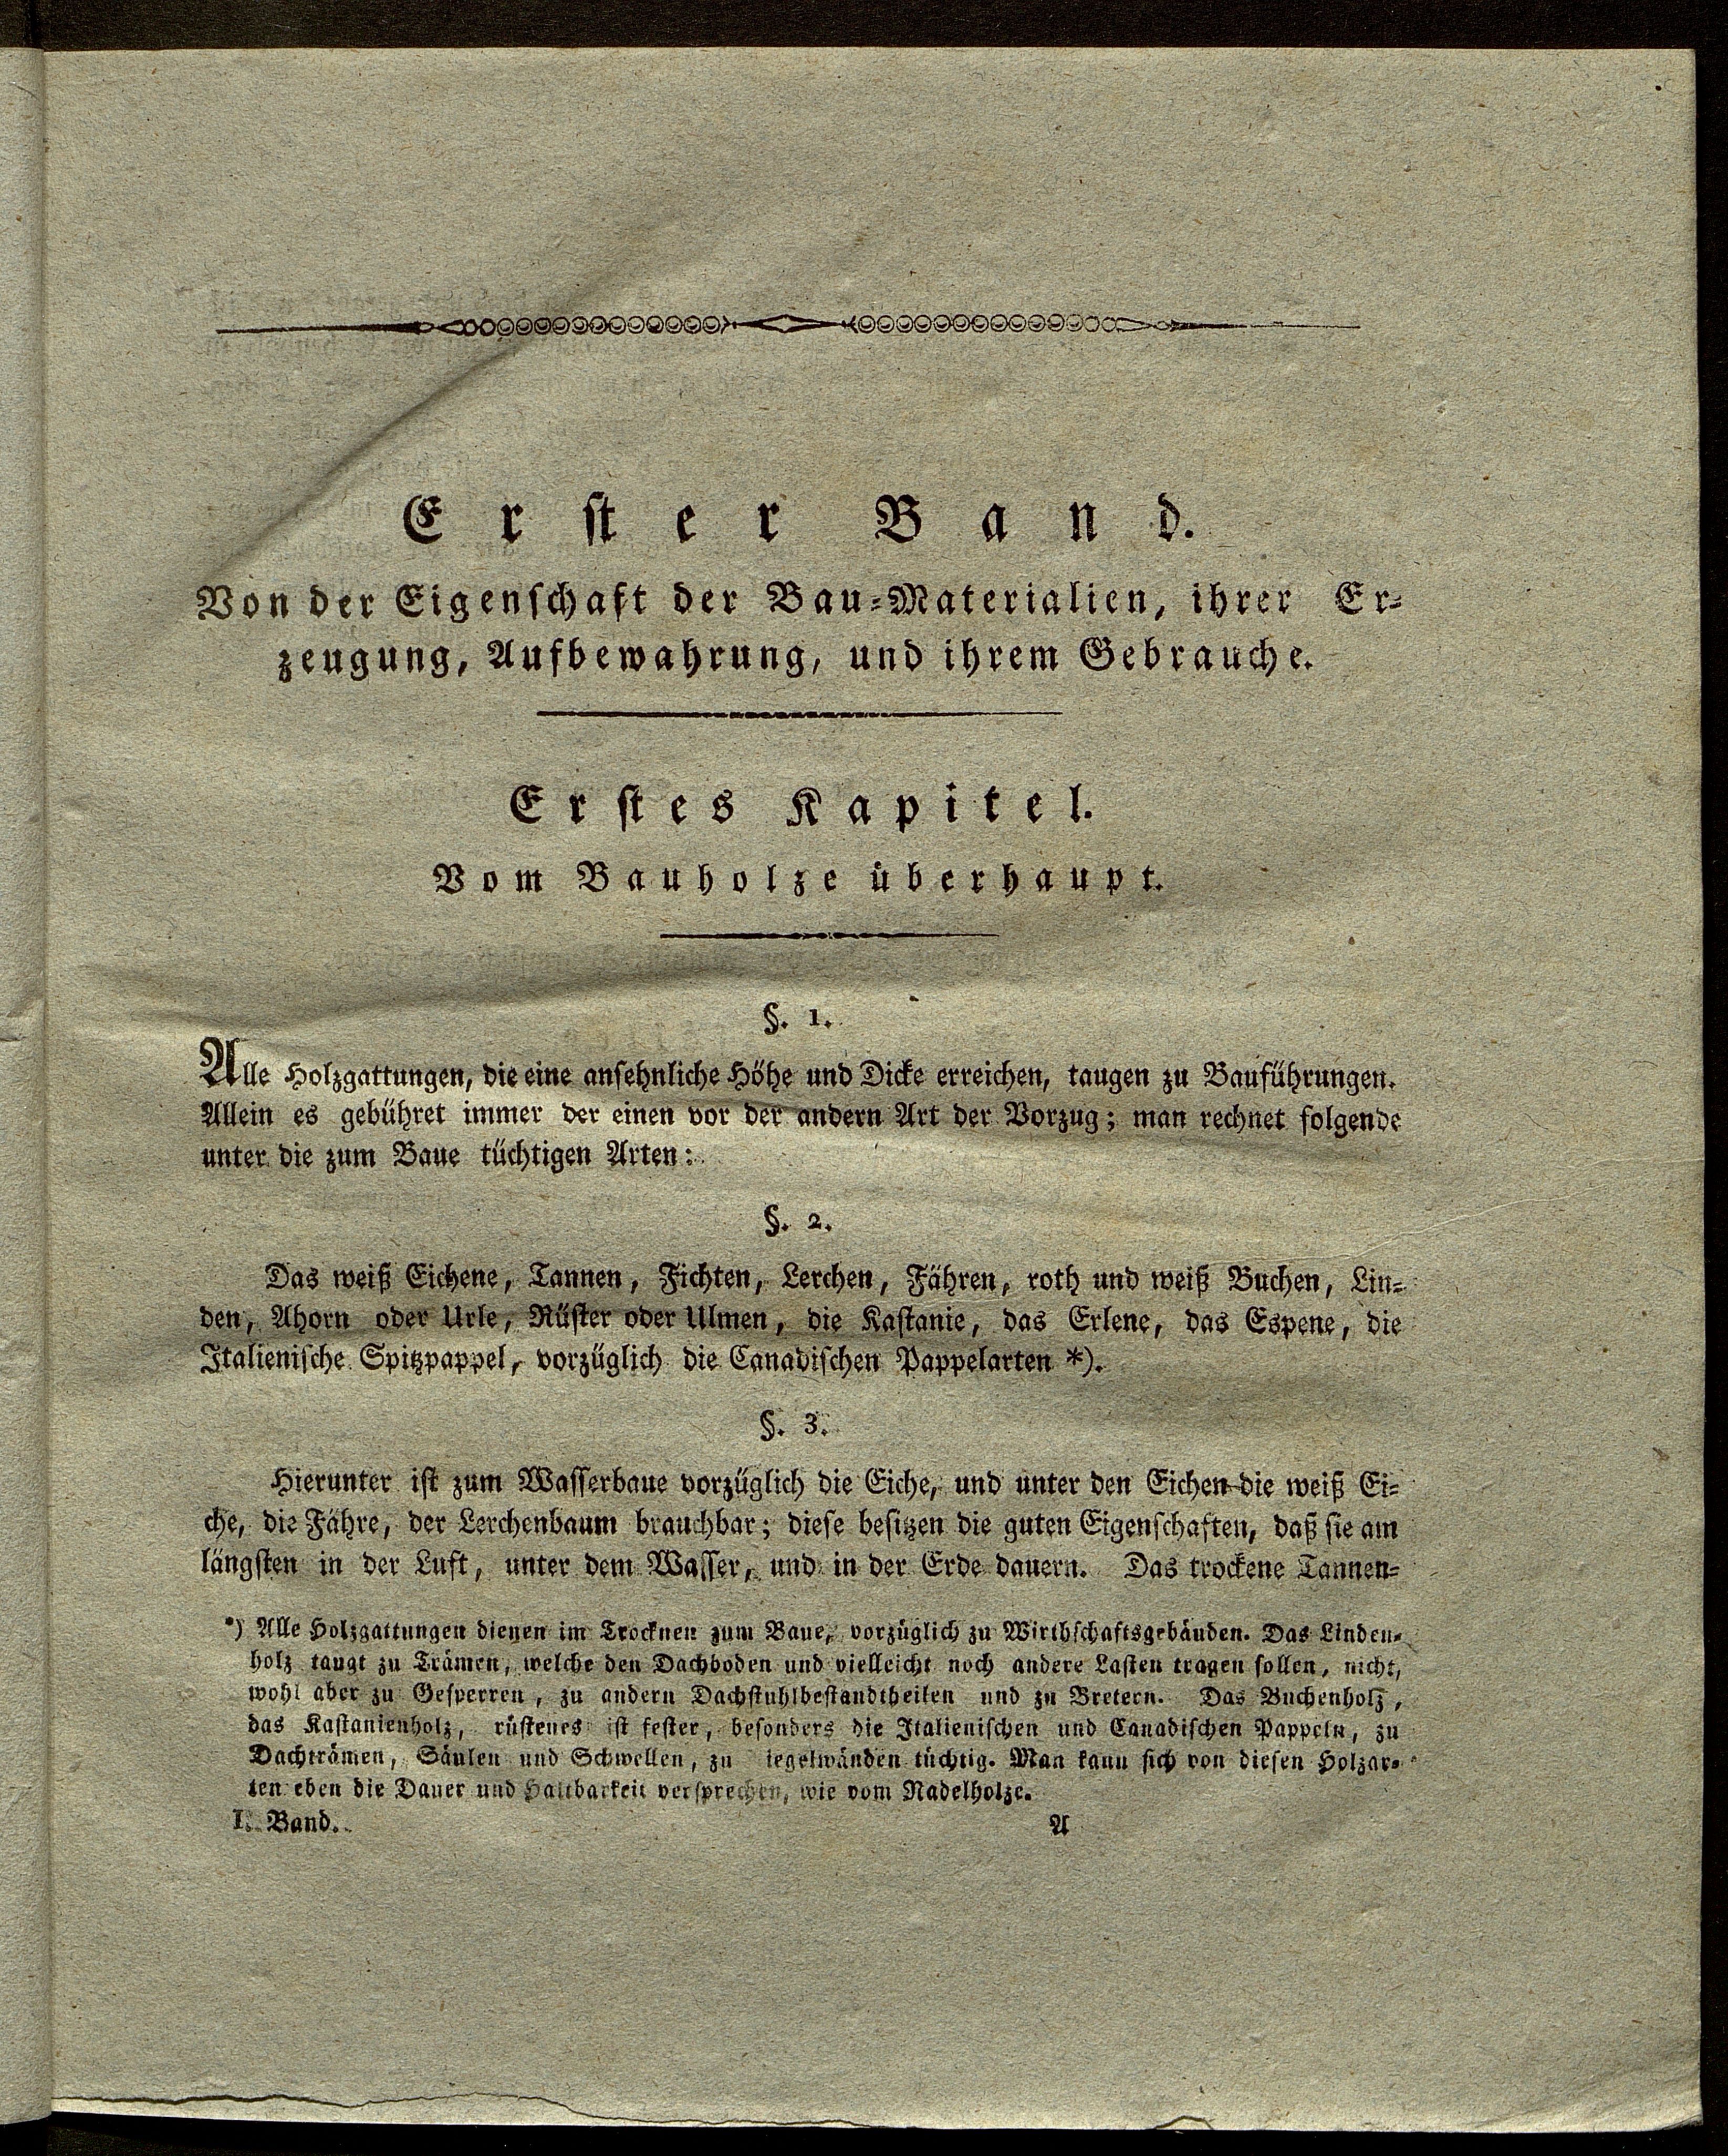 Erster Band.
Von der Eigenschaft der Bau-Materialien, ihrer Er-
zeugung, Aufbewahrung, und ihrem Gebrauche.
Erstes Kapitel.
Vom Bauholze überhaupt.
§. 1.
Alle Holzgattungen, die eine ansehnliche Höhe und Dicke erreichen, taugen zu Bauführungen.
Allein es gebühret immer der einen vor der andern Art der Vorzug; man rechnet folgende
unter die zum Baue tüchtigen Arten:
§. 2.
Das weiß Eichene, Tannen, Fichten, Lerchen, Fähren, roth und weiß Buchen, Lin-
den, Ahorn oder Urle, Rüster oder Ulmen, die Kastanie, das Erlene, das Espene, die
Italienische Spitzpappel, vorzüglich die Canadischen Pappelarten *).
§. 3.
Hierunter ist zum Wasserbaue vorzüglich die Eiche, und unter den Eichen die weiß Ei-
che, die Fähre, der Lerchenbaum brauchbar; diese besitzen die guten Eigenschaften, daß sie am
längsten in der Luft, unter dem Wasser, und in der Erde dauern. Das trockene Tannen-
*) Alle Holzgattungen dienen im Trocknen zum Baue, vorzüglich zu Wirthschaftsgebäuden. Das Linden-
holz taugt zu Trämen, welche den Dachboden und vielleicht noch andere Lasten tragen sollen, nicht,
wohl aber zu Gesperren, zu andern Dachstuhlbestandtheilen und zu Bretern. Das Buchenholz,
das Kastanienholz, rüstenes ist fester, besonders die Italienischen und Canadischen Pappeln, zu
Dachträmen, Säulen und Schwellen, zu iegelwänden tüchtig. Man kann sich von diesen Holzar-
ten eben die Dauer und Haltbarkeit versprechen, wie vom Nadelholze.
I. Band. A